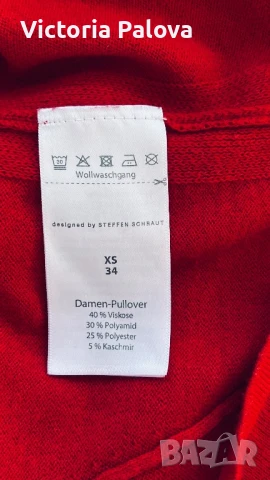 Victoria Palova
Wollwaschgang
designed by STEFFEN SCHRAUT
XS
34
Damen-Pullover
40 % Viskose
30 % Polyamid
25 % Polyester
5 % Kaschmir
BAZAR